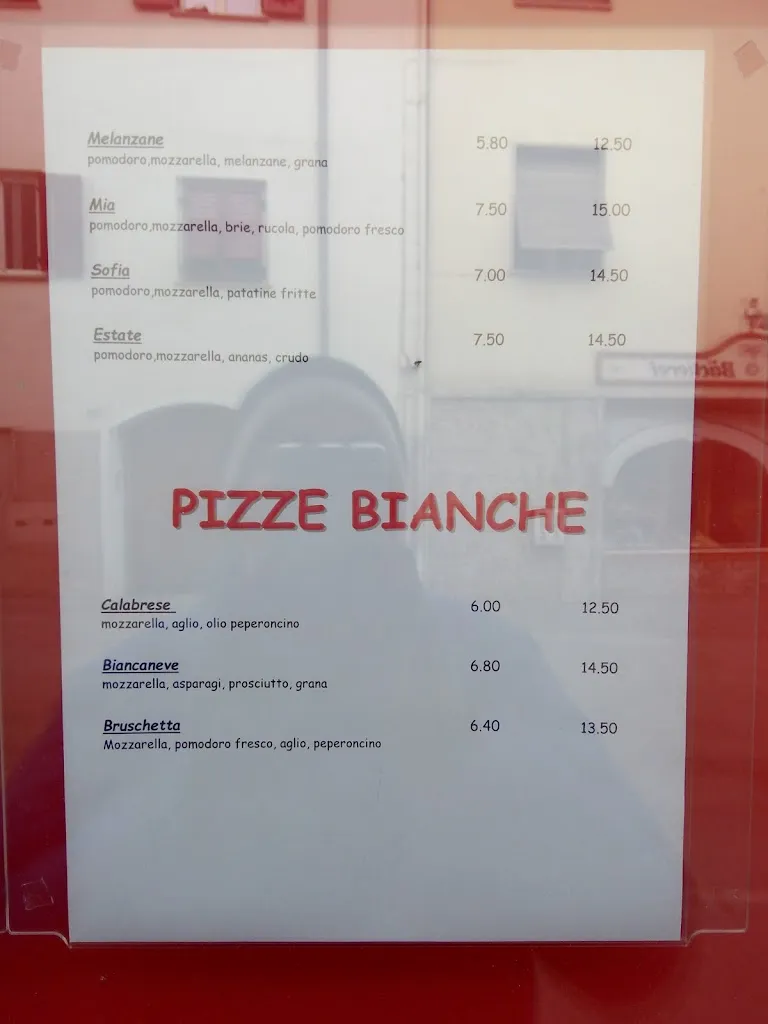 Melanzane 5.80 12.50
pomodoro,mozzarella, melanzane, grana
Mia 7.50 15.00
pomodoro,mozzarella, brie, rucola, pomodoro fresco
Sofia 7.00 14.50
pomodoro,mozzarella, patatine fritte
Estate 7.50 14.50
pomodoro,mozzarella, ananas, crudo
Bäckerei
PIZZE BIANCHE
Calabrese 6.00 12.50
mozzarella, aglio, olio peperoncino
Biancaneve 6.80 14.50
mozzarella, asparagi, prosciutto, grana
Bruschetta 6.40 13.50
Mozzarella, pomodoro fresco, aglio, peperoncino